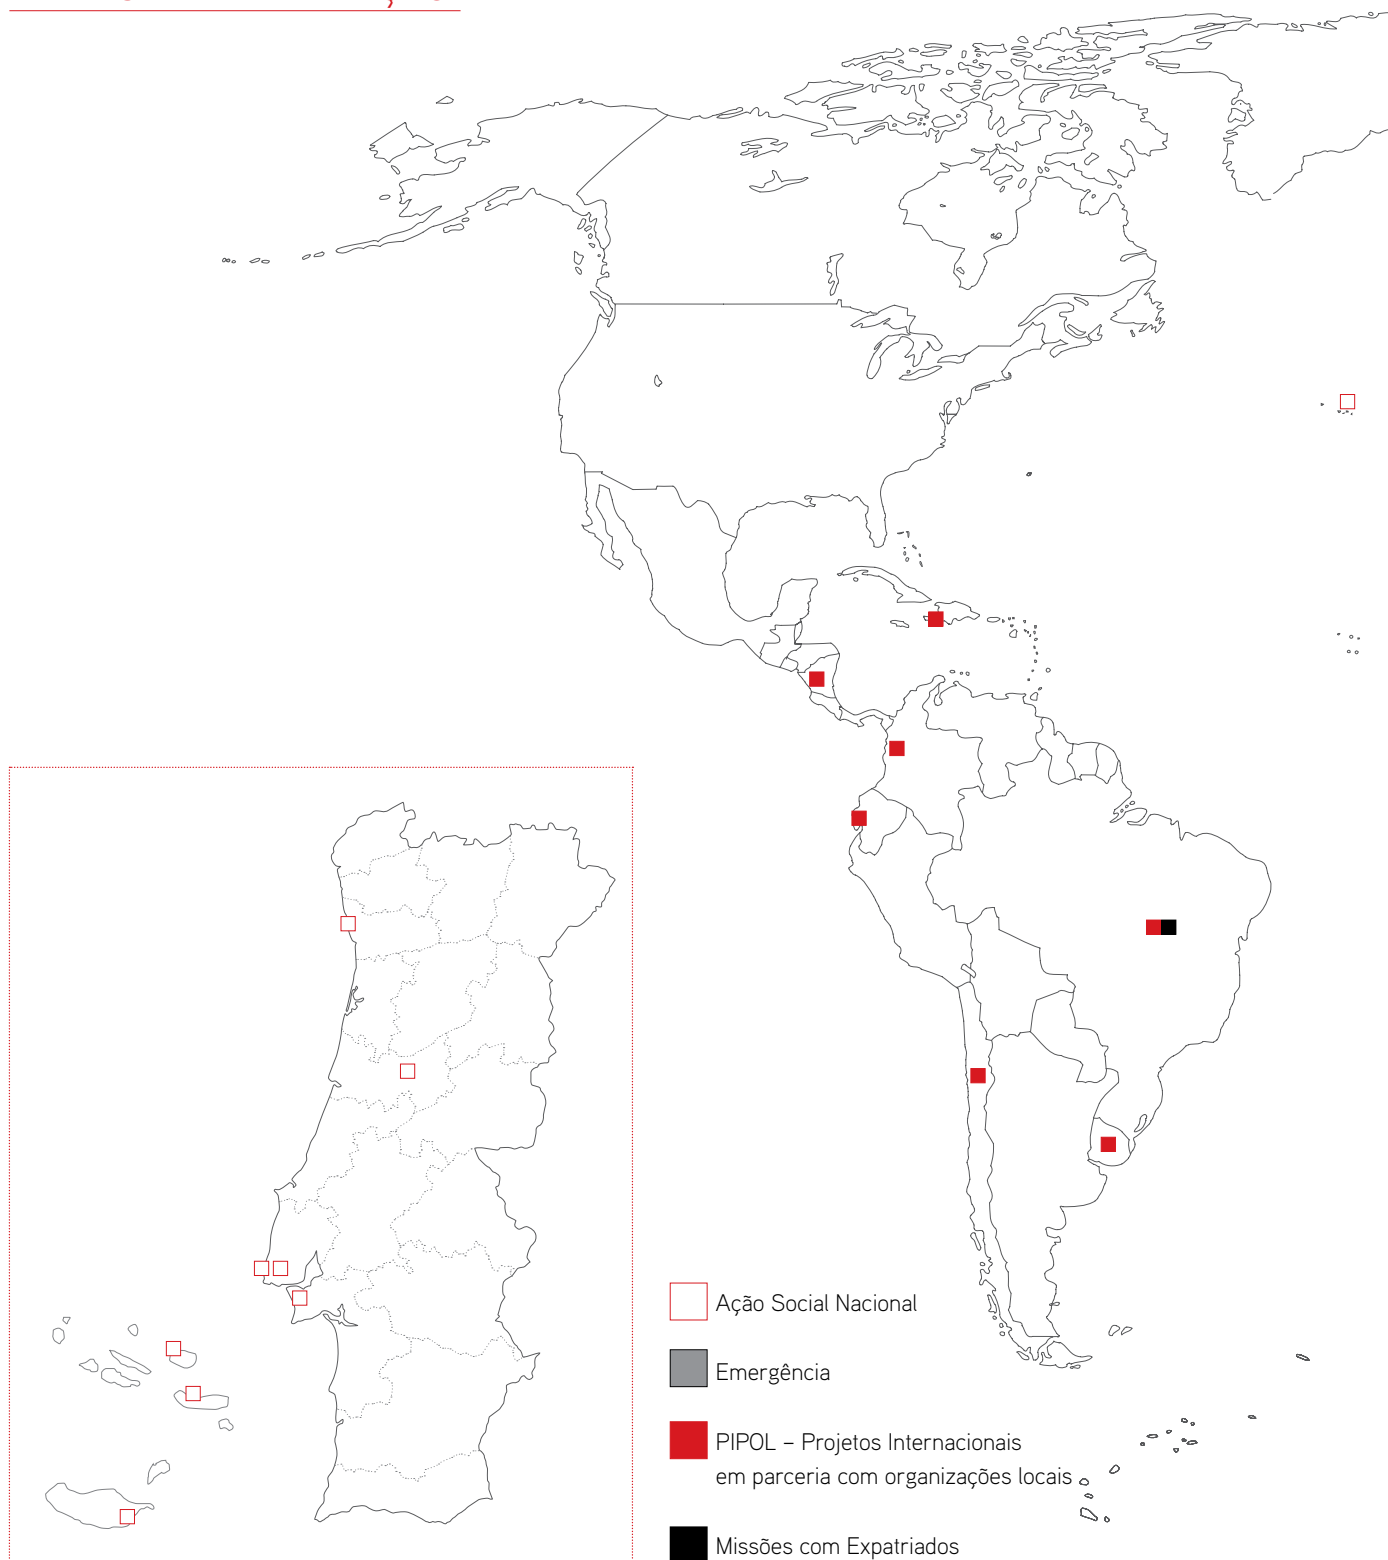 Ação Social Nacional
Emergência
PIPOL – Projetos Internacionais
em parceria com organizações locais
Missões com Expatriados